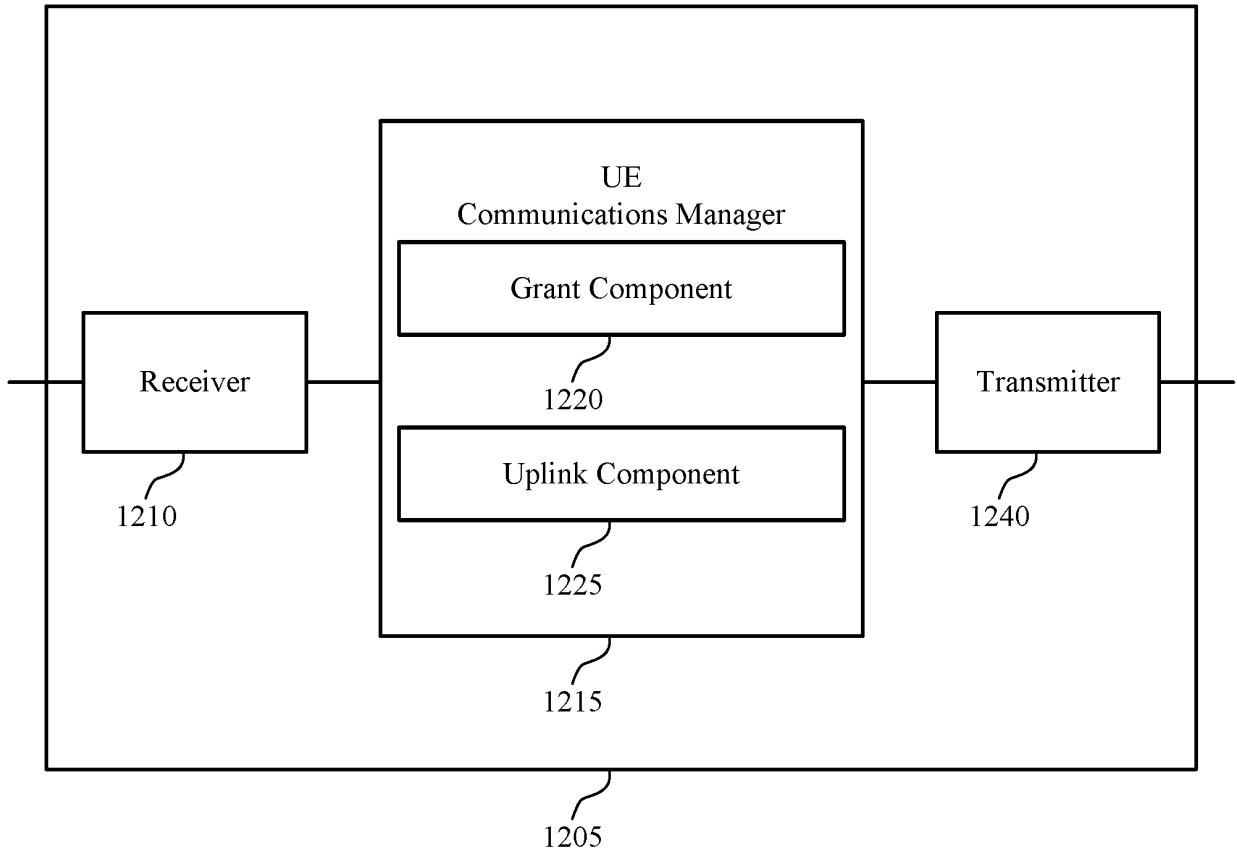 UE
Communications Manager
Grant Component
1220
Receiver
1210
Transmitter
1240
Uplink Component
1225
1215
1205